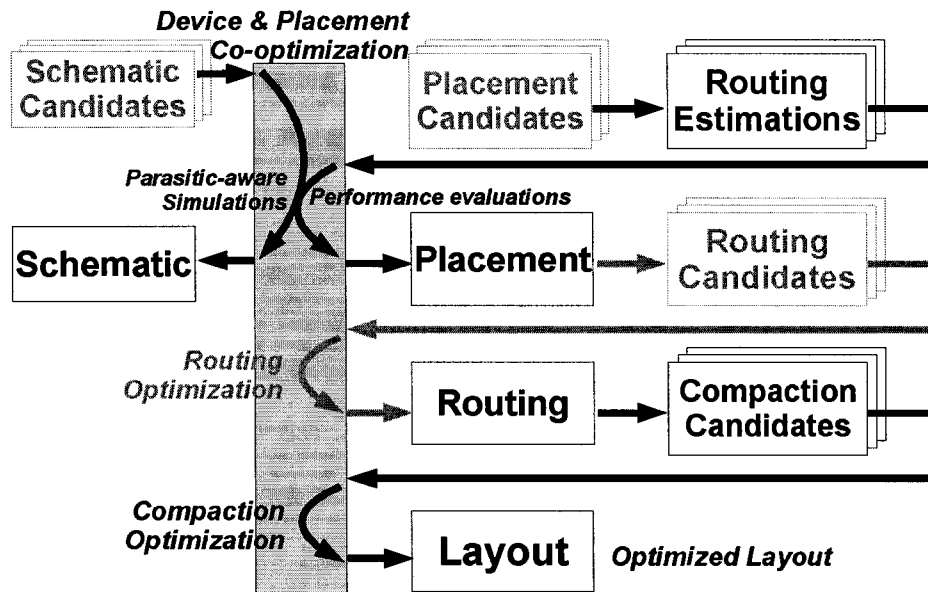 Device & Placement
Co-optimization
Schematic
Candidates
Placement
Candidates
Routing
Estimations
Parasitic-aware
Simulations
Performance evaluations
Schematic
Placement
Routing
Candidates
Routing
Optimization
Routing
Compaction
Candidates
Compaction
Optimization
Layout
Optimized Layout